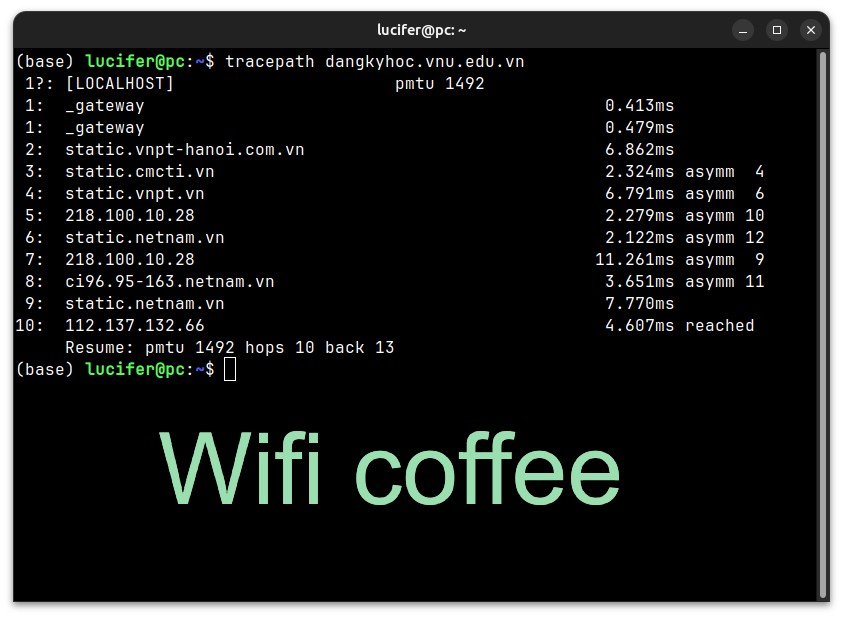 lucifer@pc: ~
(base) lucifer@pc:~$ tracepath dangkyhoc.vnu.edu.vn
1?: [LOCALHOST] pmtu 1492
1: _gateway 0.413ms
1: _gateway 0.479ms
2: static.vnpt-hanoi.com.vn 6.862ms
3: static.cmcti.vn 2.324ms asymm 4
4: static.vnpt.vn 6.791ms asymm 6
5: 218.100.10.28 2.279ms asymm 10
6: static.netnam.vn 2.122ms asymm 12
7: 218.100.10.28 11.261ms asymm 9
8: ci96.95-163.netnam.vn 3.651ms asymm 11
9: static.netnam.vn 7.770ms
10: 112.137.132.66 4.607ms reached
Resume: pmtu 1492 hops 10 back 13
(base) lucifer@pc:~$
Wifi coffee